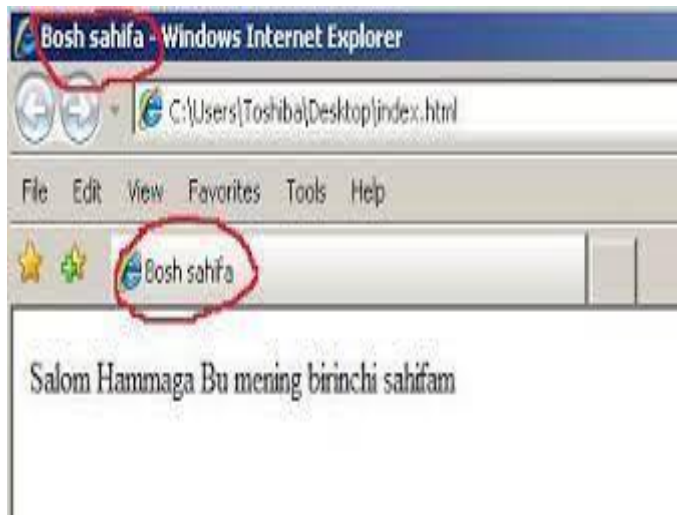 Bosh sahifa - Windows Internet Explorer
C:\Users\Toshiba\Desktop\index.html
File Edit View Favorites Tools Help
Bosh sahifa
Salom Hammaga Bu mening birinchi sahifam